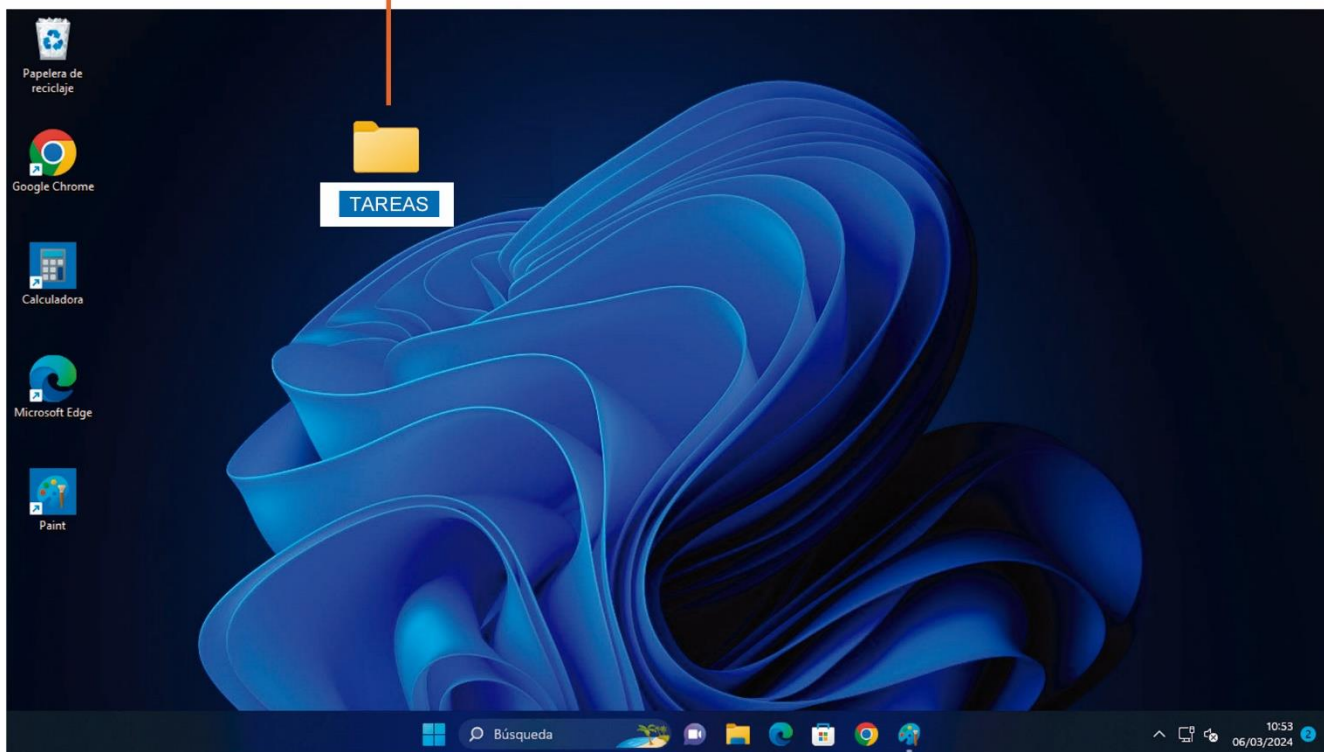 Papelera de
reciclaje
Google Chrome
TAREAS
Calculadora
Microsoft Edge
Paint
Búsqueda
10:53
06/03/2024
2